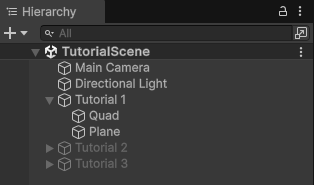 Hierarchy
All
TutorialScene
Main Camera
Directional Light
Tutorial 1
Quad
Plane
Tutorial 2
Tutorial 3